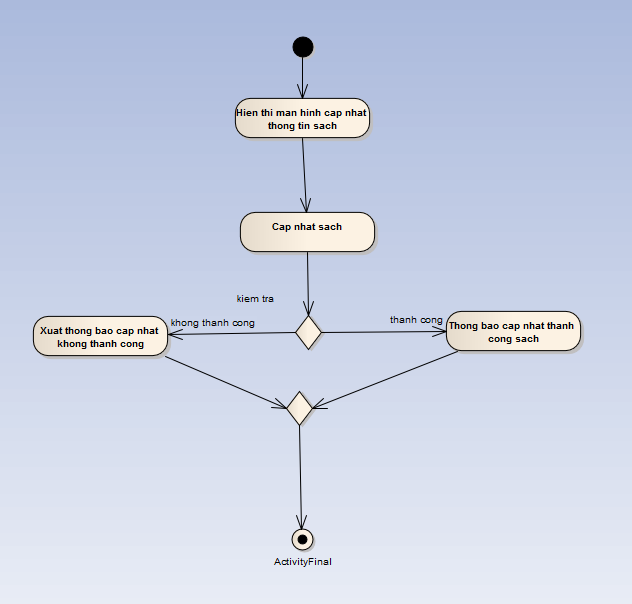 Hien thi man hinh cap nhat
thong tin sach
Cap nhat sach
kiem tra
khong thanh cong
thanh cong
Xuat thong bao cap nhat
khong thanh cong
Thong bao cap nhat thanh
cong sach
ActivityFinal